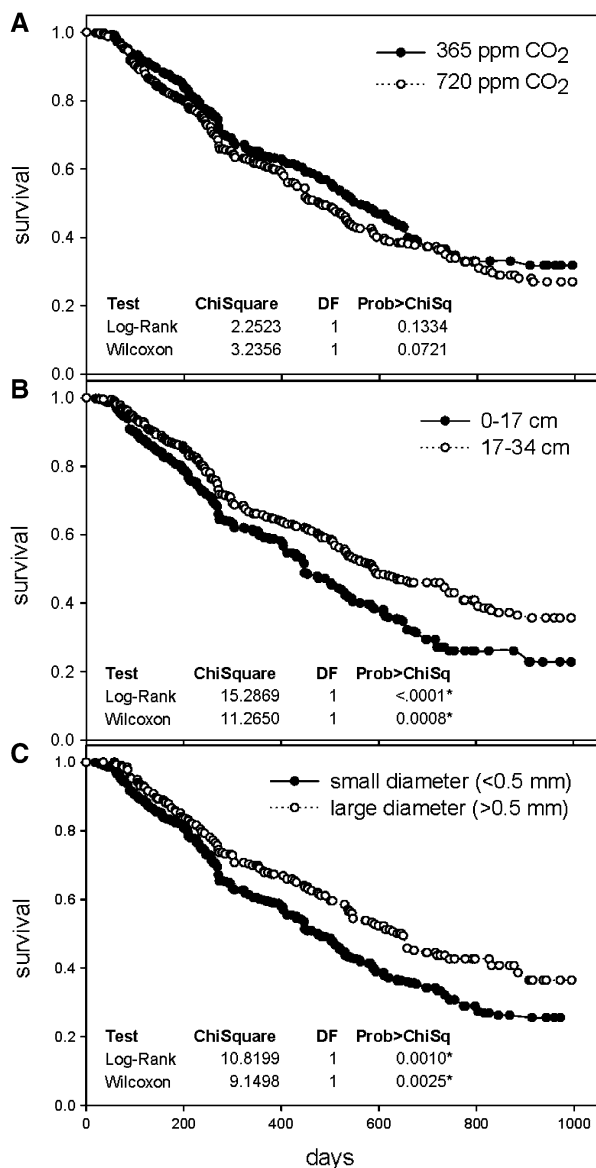 A
1.0
0.8
0.6
0.4
0.2
0.0
survival
365 ppm CO2
720 ppm CO2
Test ChiSquare DF Prob>ChiSq
Log-Rank 2.2523 1 0.1334
Wilcoxon 3.2356 1 0.0721
B
1.0
0.8
0.6
0.4
0.2
0.0
survival
0-17 cm
17-34 cm
Test ChiSquare DF Prob>ChiSq
Log-Rank 15.2869 1 <.0001*
Wilcoxon 11.2650 1 0.0008*
C
1.0
0.8
0.6
0.4
0.2
0.0
survival
small diameter (<0.5 mm)
large diameter (>0.5 mm)
Test ChiSquare DF Prob>ChiSq
Log-Rank 10.8199 1 0.0010*
Wilcoxon 9.1498 1 0.0025*
0 200 400 600 800 1000
days